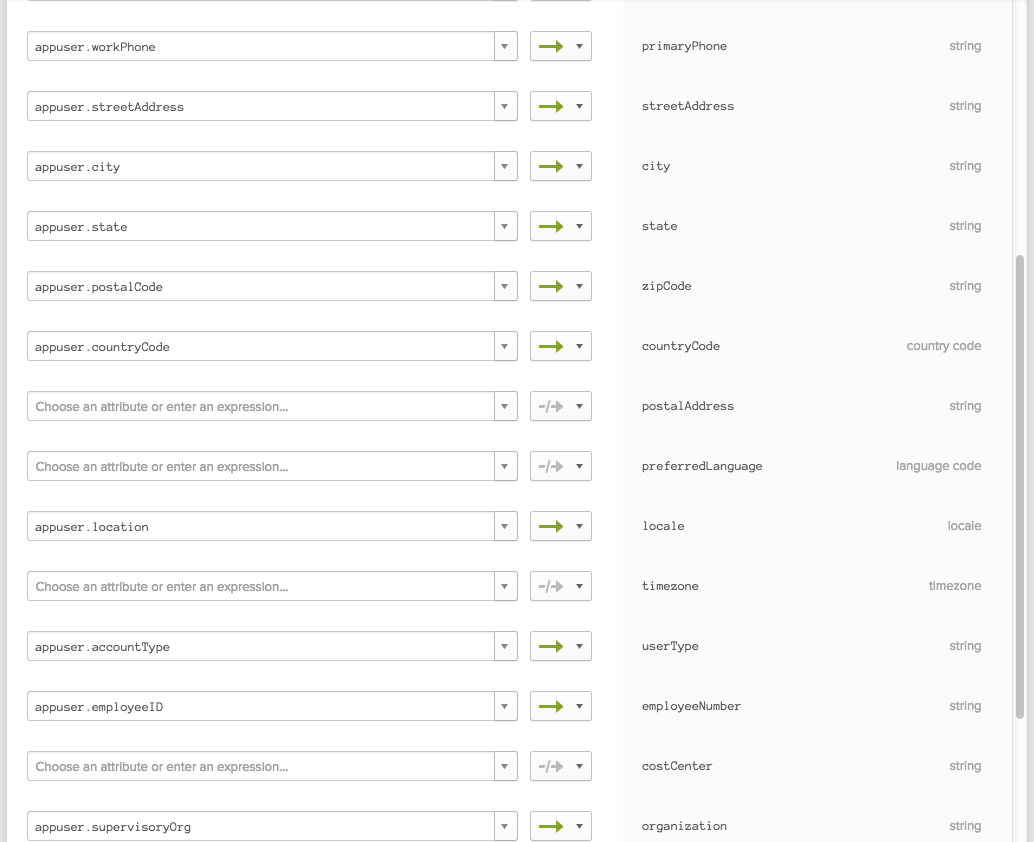 appuser.workPhone primaryPhone string
appuser.streetAddress streetAddress string
appuser.city city string
appuser.state state string
appuser.postalCode zipCode string
appuser.countryCode countryCode country code
Choose an attribute or enter an expression... postalAddress string
Choose an attribute or enter an expression... preferredLanguage language code
appuser.location locale locale
Choose an attribute or enter an expression... timezone timezone
appuser.accountType userType string
appuser.employeeID employeeNumber string
Choose an attribute or enter an expression... costCenter string
appuser.supervisoryOrg organization string